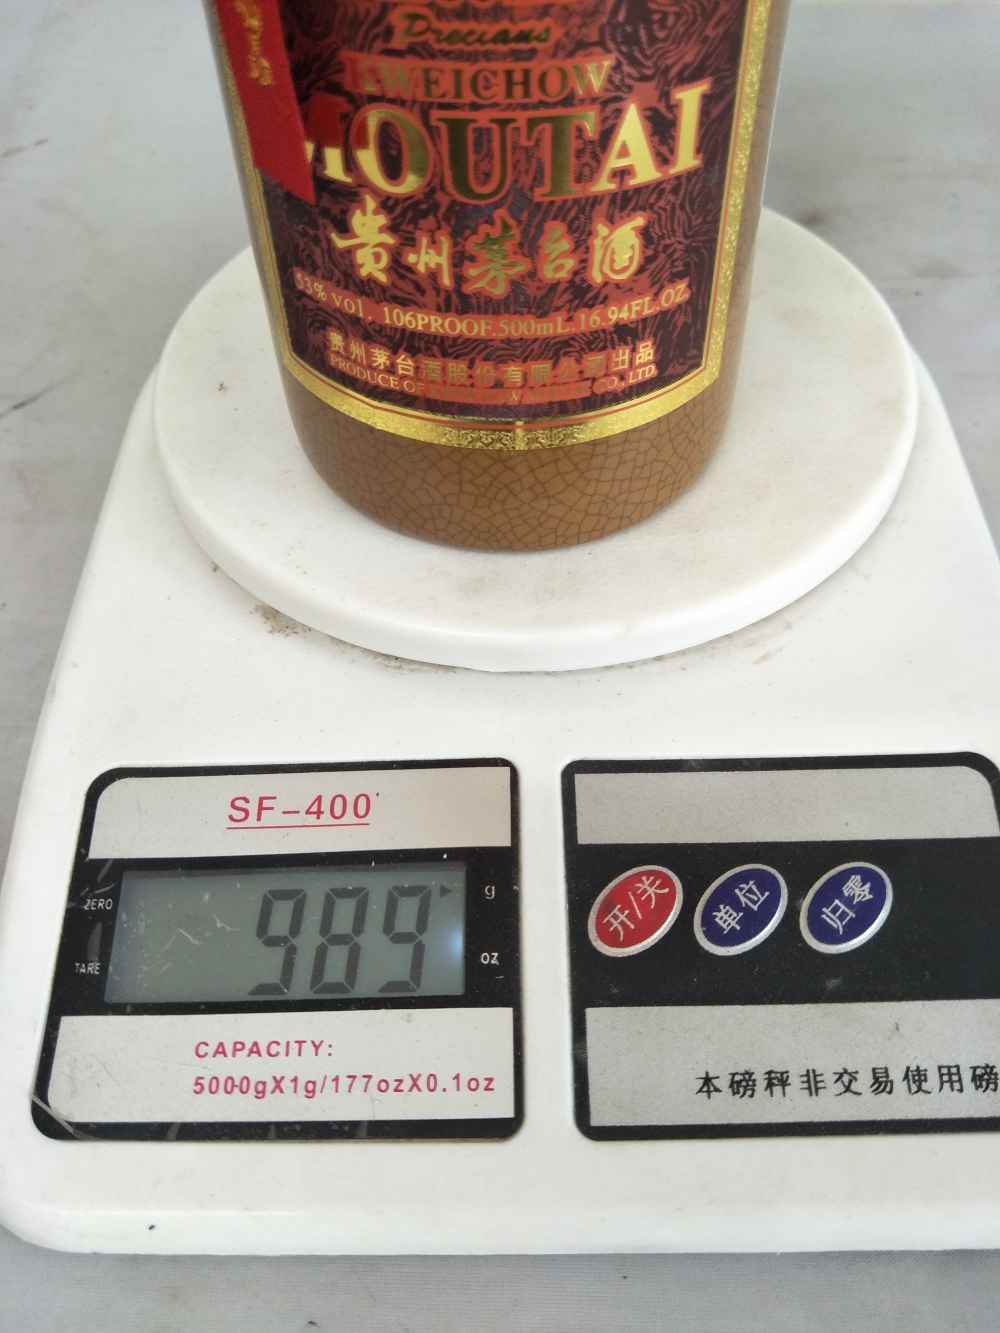 Precious
KWEICHOW
MOUTAI
贵州茅台酒
53% vol. 106PROOF.500mL.16.94FL.OZ
贵州茅台酒股份有限公司出品
PRODUCE OF CO., LTD.
SF-400
ZERO
TARE
989
g
oz
CAPACITY:
5000gX1g/177ozX0.1oz
开/关
单位
归零
本磅秤非交易使用磅